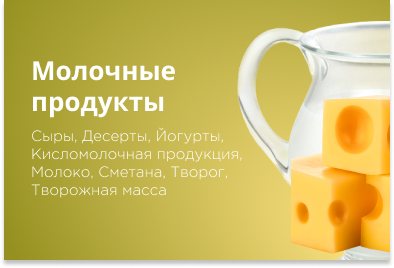 Молочные
продукты
Сыры, Десерты, Йогурты,
Кисломолочная продукция,
Молоко, Сметана, Творог,
Творожная масса